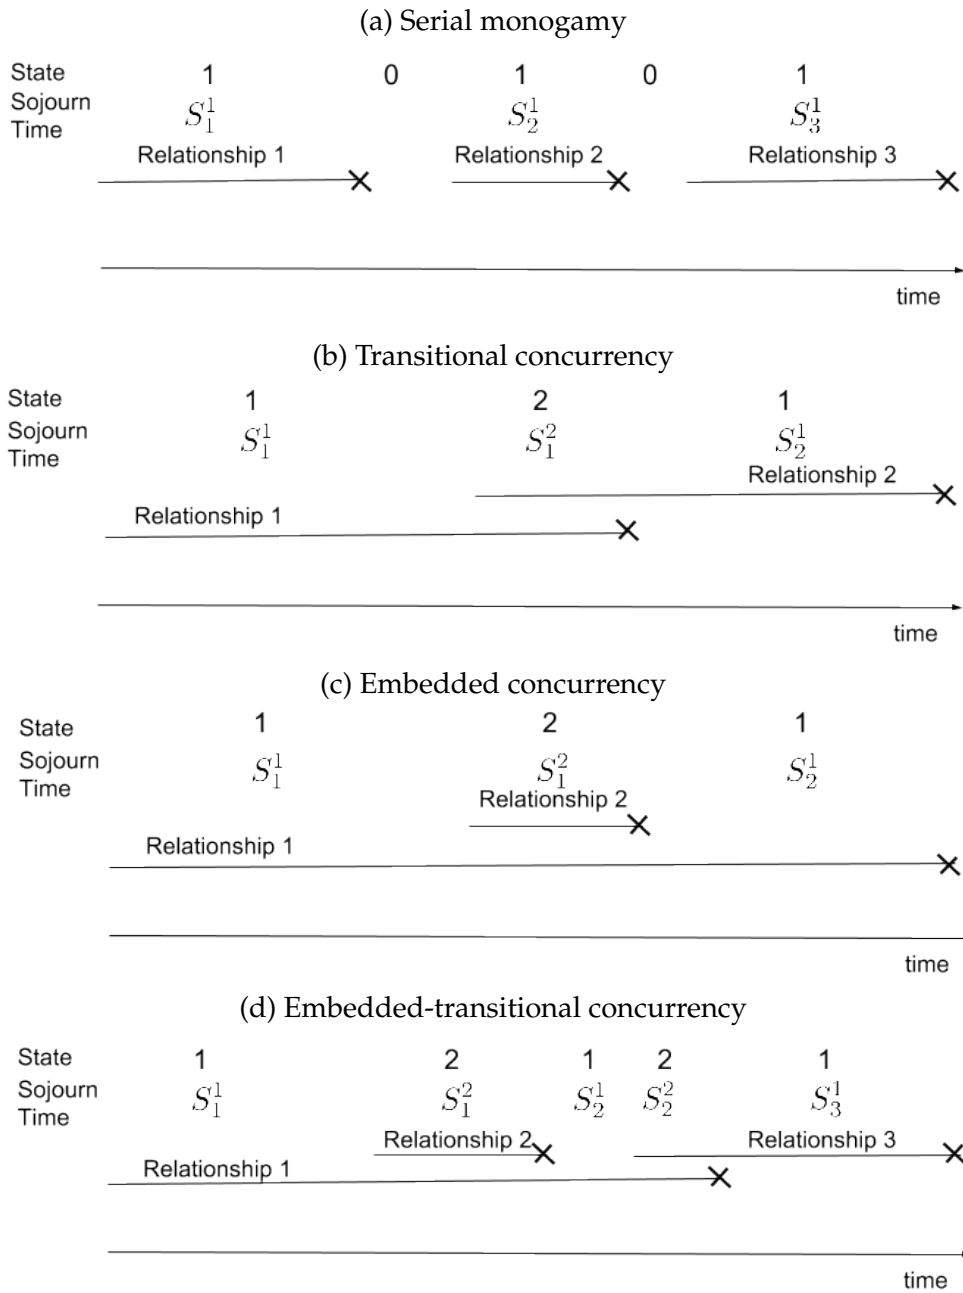 (a) Serial monogamy
State 1 0 1 0 1
Sojourn
Time S_1^1 S_2^1 S_3^1
Relationship 1 Relationship 2 Relationship 3
time
(b) Transitional concurrency
State 1 2 1
Sojourn
Time S_1^1 S_1^2 S_2^1
Relationship 2
Relationship 1
time
(c) Embedded concurrency
State 1 2 1
Sojourn
Time S_1^1 S_1^2 S_2^1
Relationship 2
Relationship 1
time
(d) Embedded-transitional concurrency
State 1 2 1 2 1
Sojourn
Time S_1^1 S_1^2 S_2^1 S_2^2 S_3^1
Relationship 2 Relationship 3
Relationship 1
time